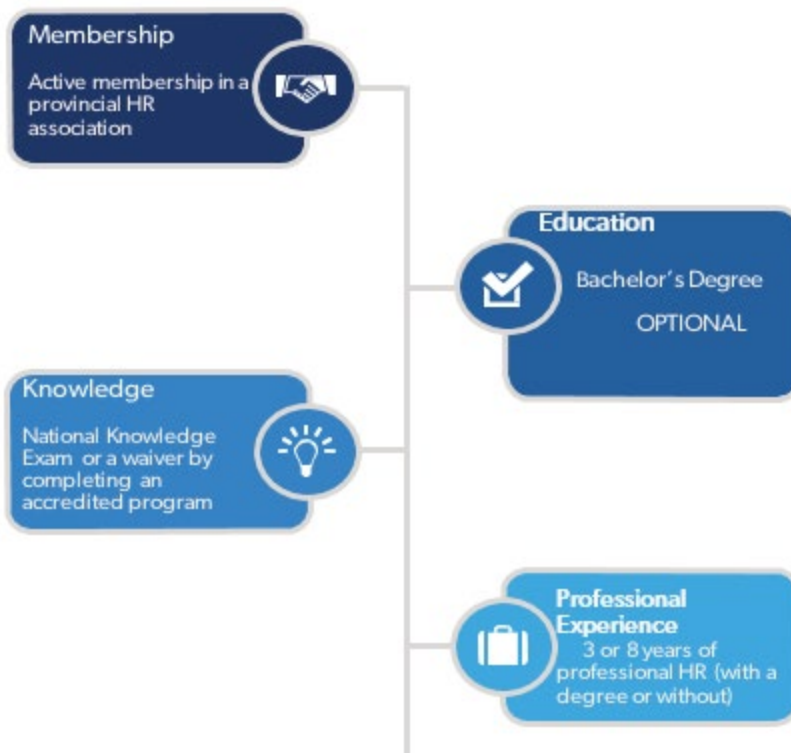 Membership
Active membership in a
provincial HR
association
Education
Bachelor's Degree
OPTIONAL
Knowledge
National Knowledge
Exam or a waiver by
completing an
accredited program
Professional
Experience
3 or 8 years of
professional HR (with a
degree or without)